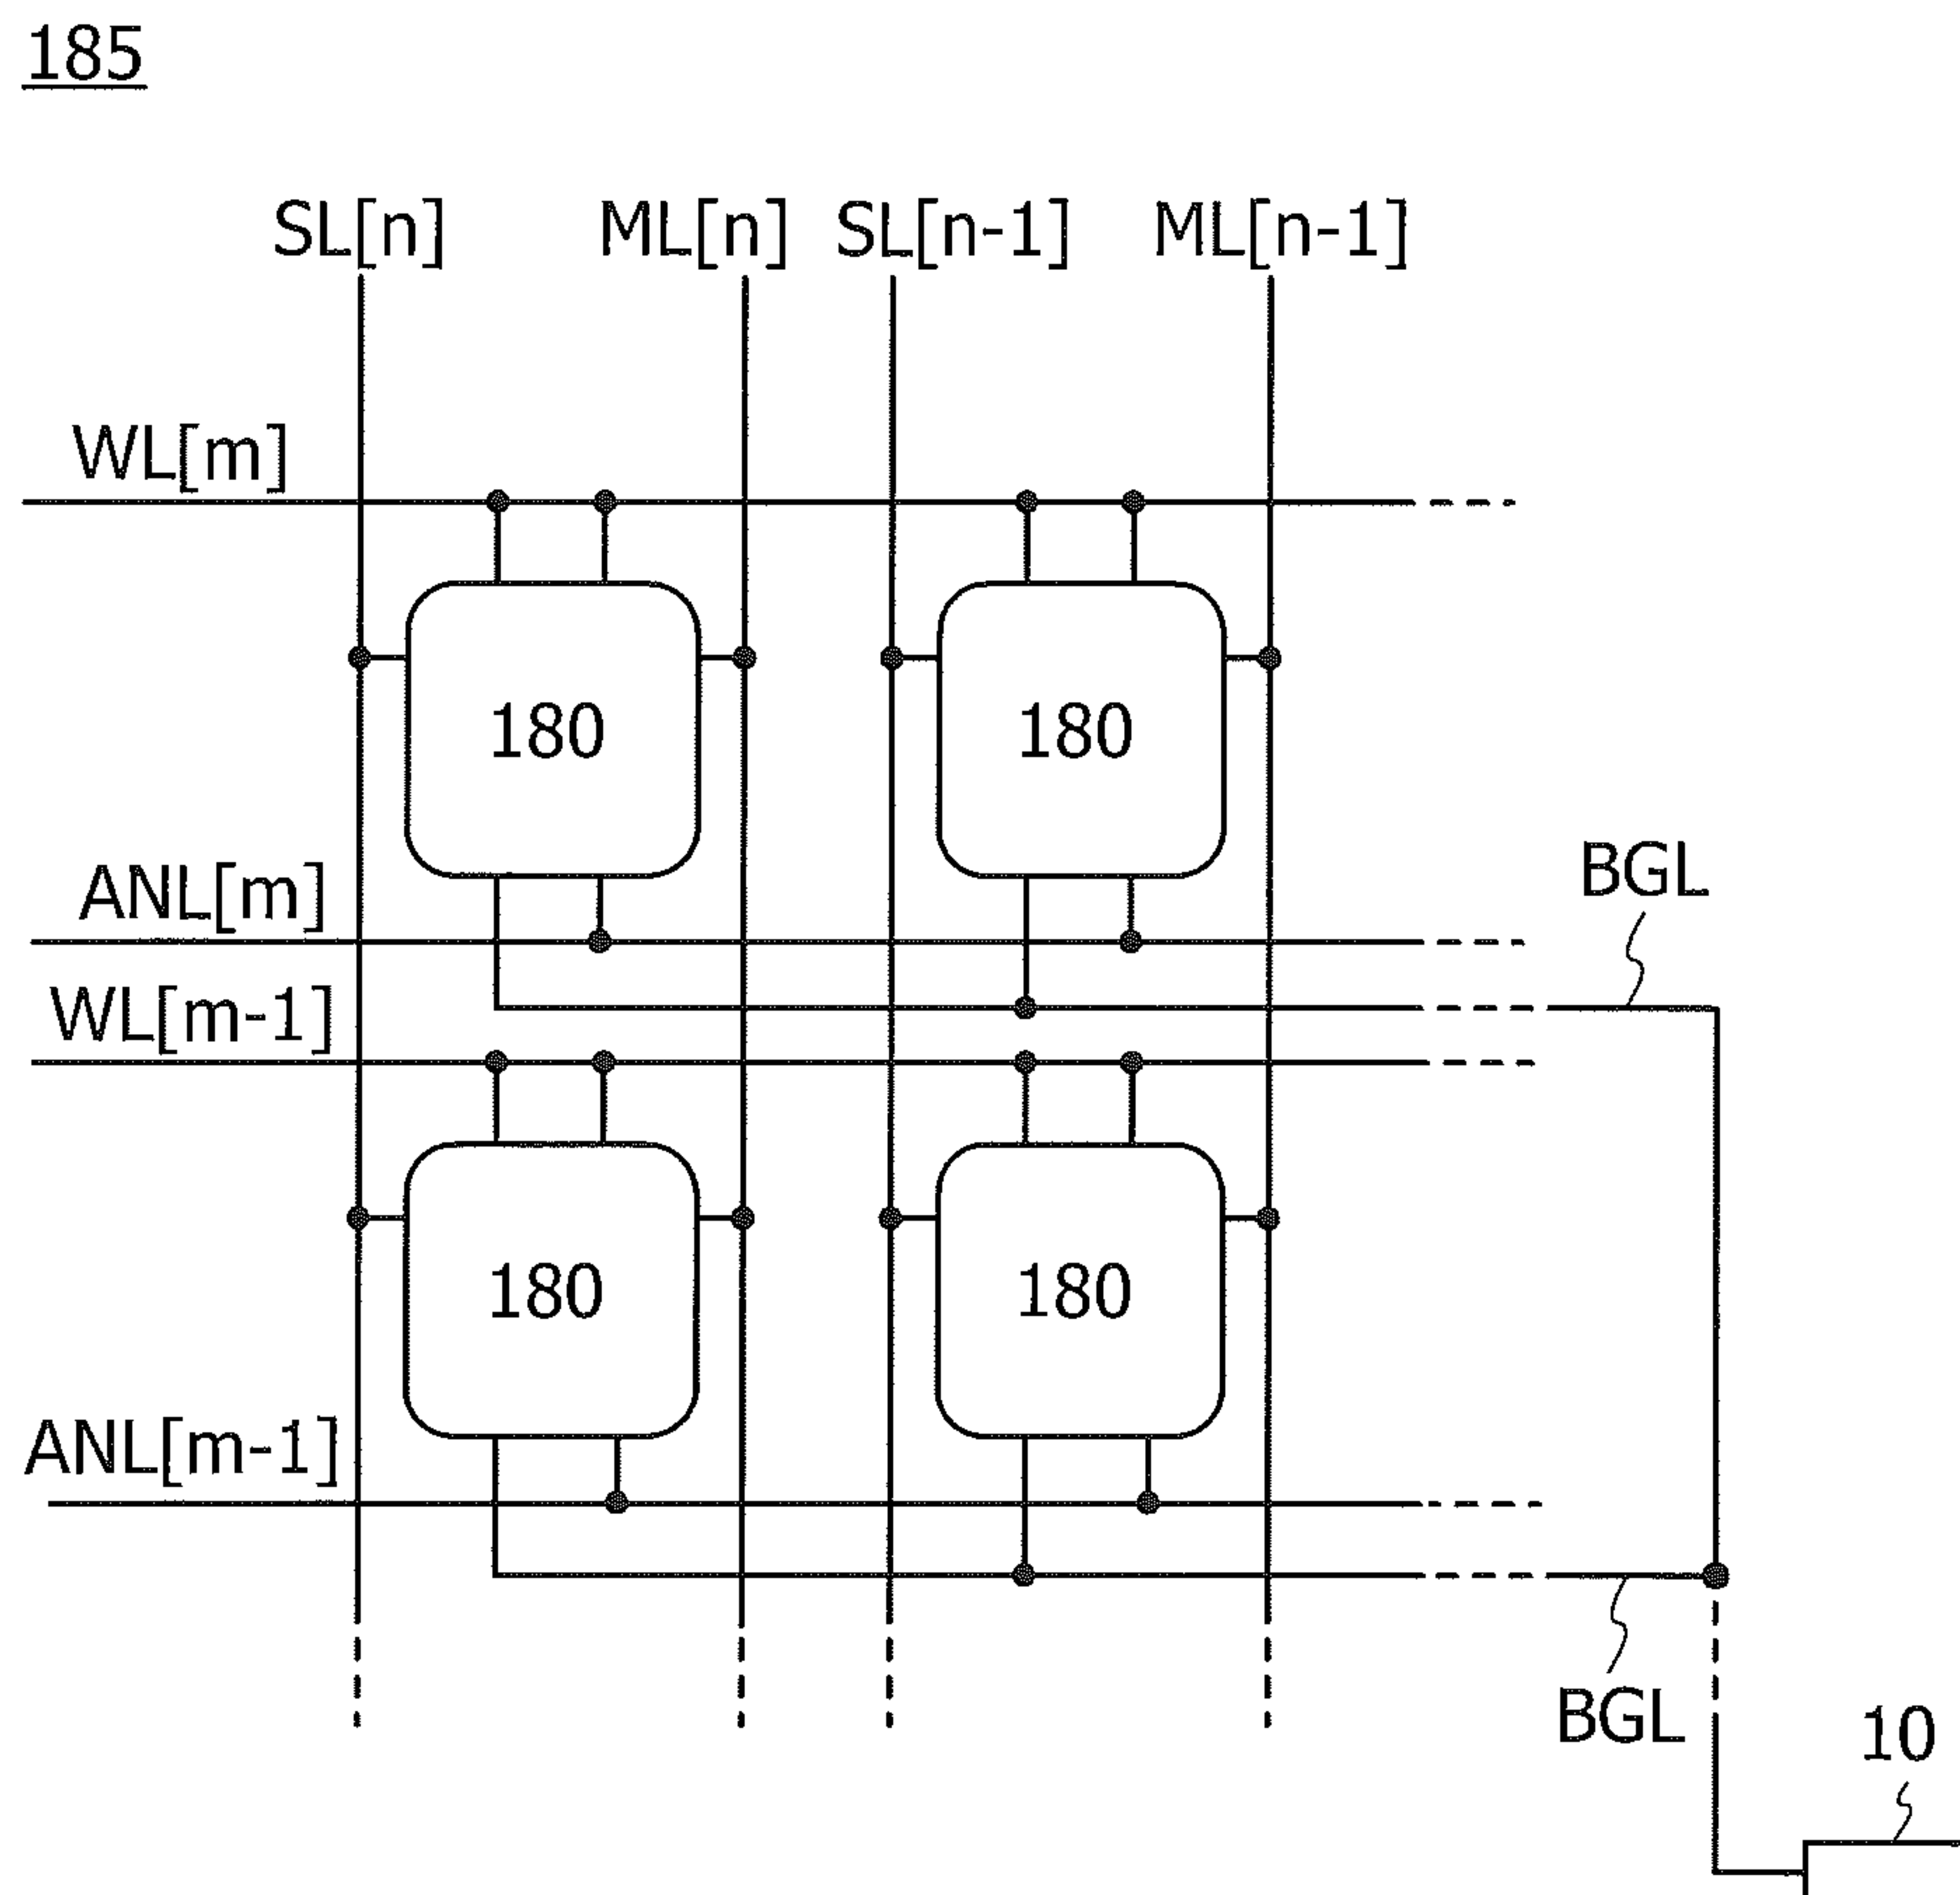 185
SL[n] ML[n] SL[n-1] ML[n-1]
WL[m]
180 180
ANL[m] BGL
WL[m-1]
180 180
ANL[m-1]
BGL
10